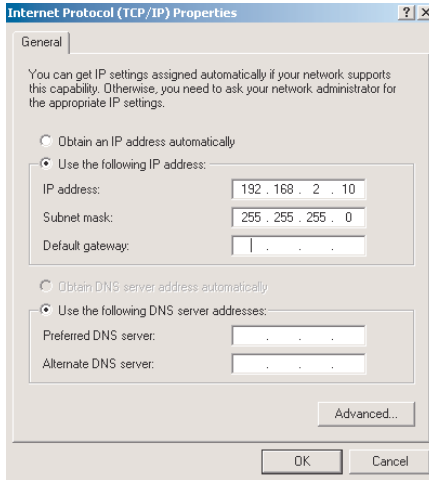 Internet Protocol (TCP/IP) Properties
General
You can get IP settings assigned automatically if your network supports
this capability. Otherwise, you need to ask your network administrator for
the appropriate IP settings.
Obtain an IP address automatically
Use the following IP address:
IP address: 192 . 168 . 2 . 10
Subnet mask: 255 . 255 . 255 . 0
Default gateway: . . .
Obtain DNS server address automatically
Use the following DNS server addresses:
Preferred DNS server: . . .
Alternate DNS server: . . .
Advanced...
OK Cancel